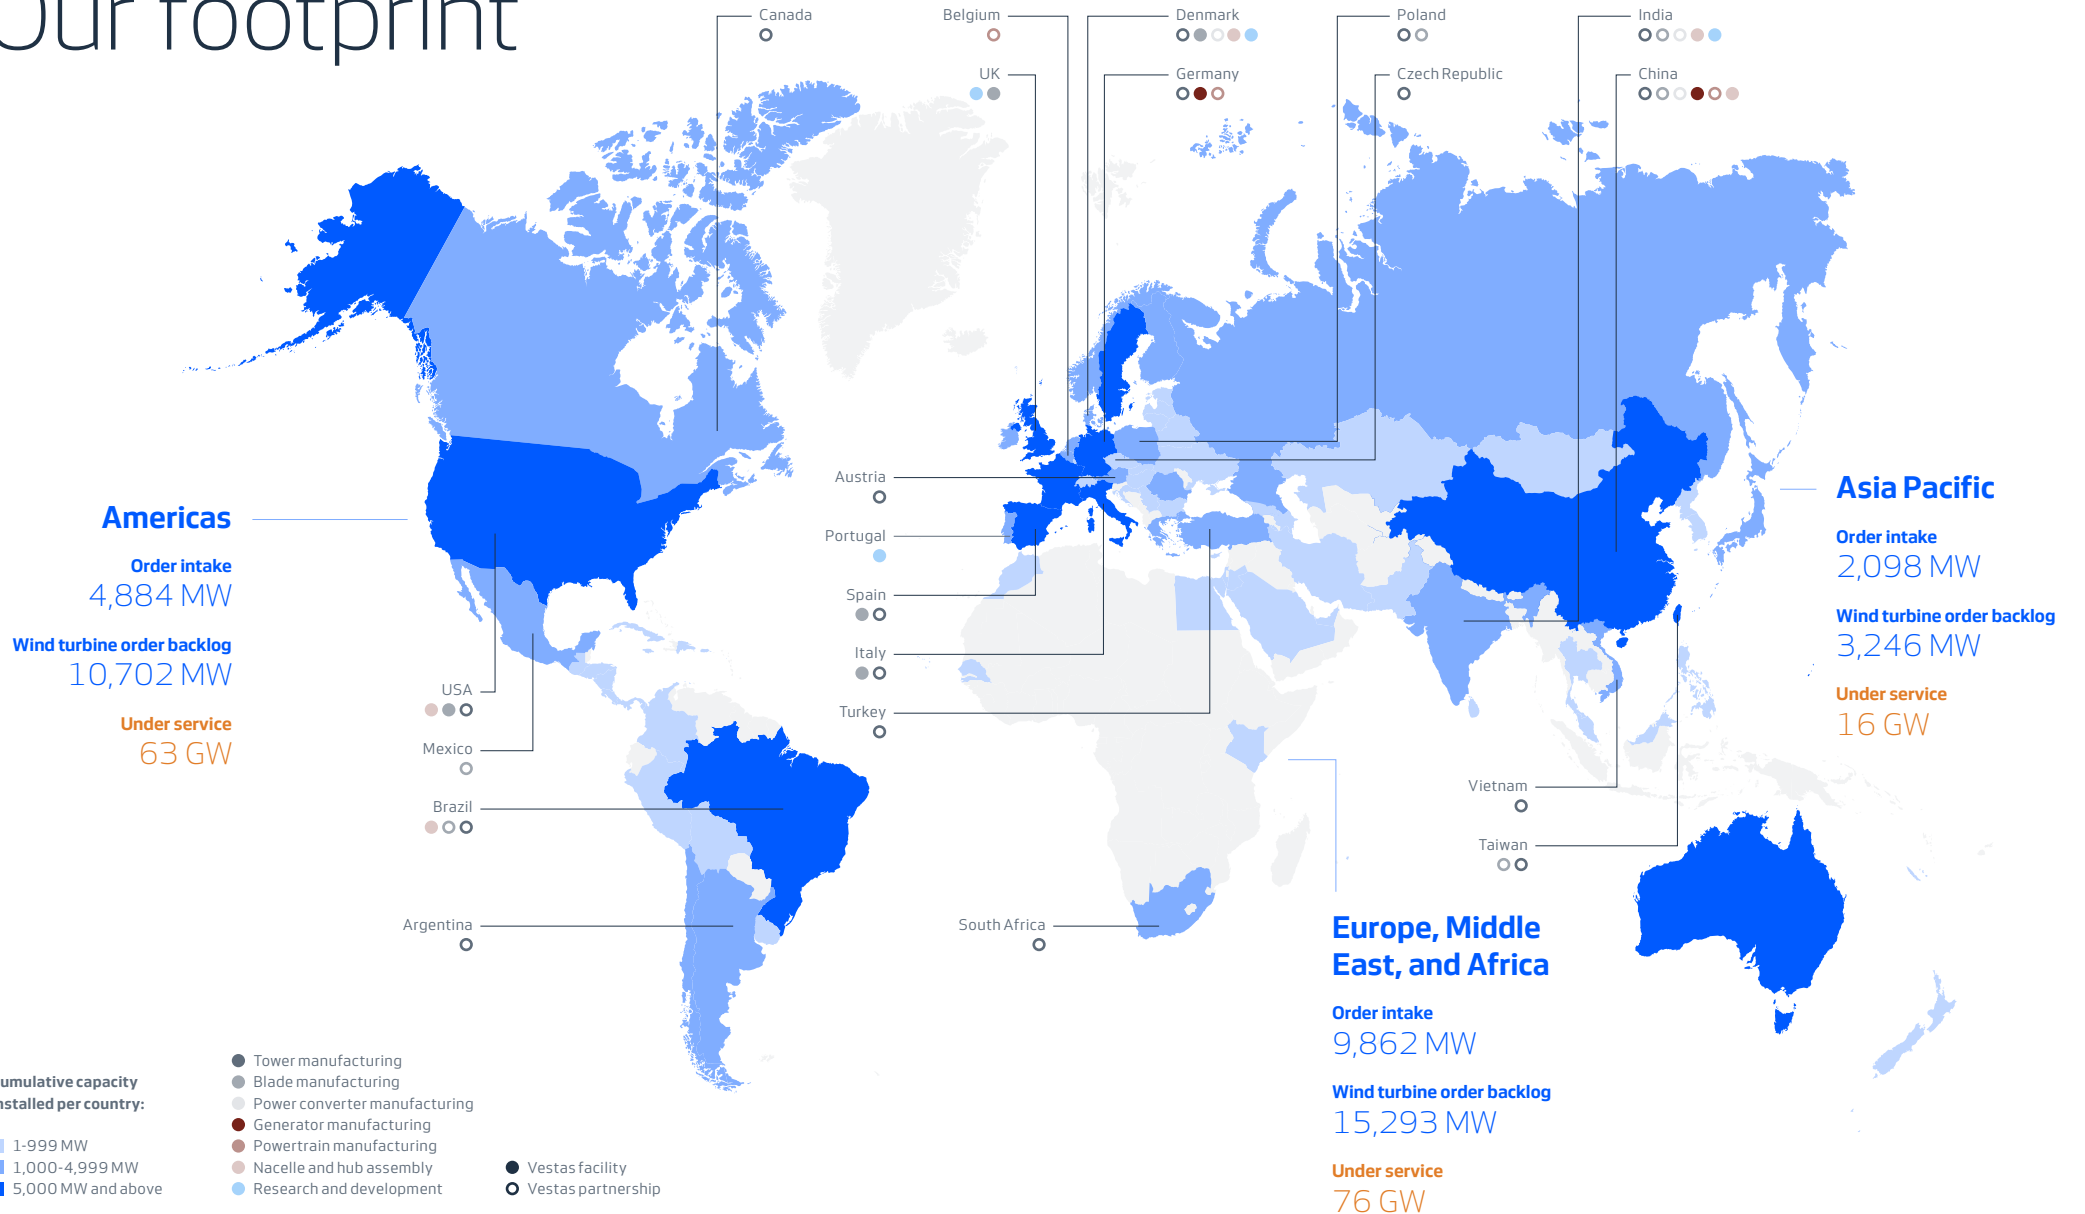 Our footprint
Canada
Belgium
UK
Denmark
Germany
Poland
Czech Republic
India
China
Americas
Order intake
4,884 MW
Wind turbine order backlog
10,702 MW
Under service
63 GW
USA
Mexico
Brazil
Argentina
Austria
Portugal
Spain
Italy
Turkey
South Africa
Vietnam
Taiwan
Asia Pacific
Order intake
2,098 MW
Wind turbine order backlog
3,246 MW
Under service
16 GW
Europe, Middle
East, and Africa
Order intake
9,862 MW
Wind turbine order backlog
15,293 MW
Under service
76 GW
umulative capacity
nstalled per country:
1-999 MW
1,000-4,999 MW
5,000 MW and above
Tower manufacturing
Blade manufacturing
Power converter manufacturing
Generator manufacturing
Powertrain manufacturing
Nacelle and hub assembly
Research and development
Vestas facility
Vestas partnership